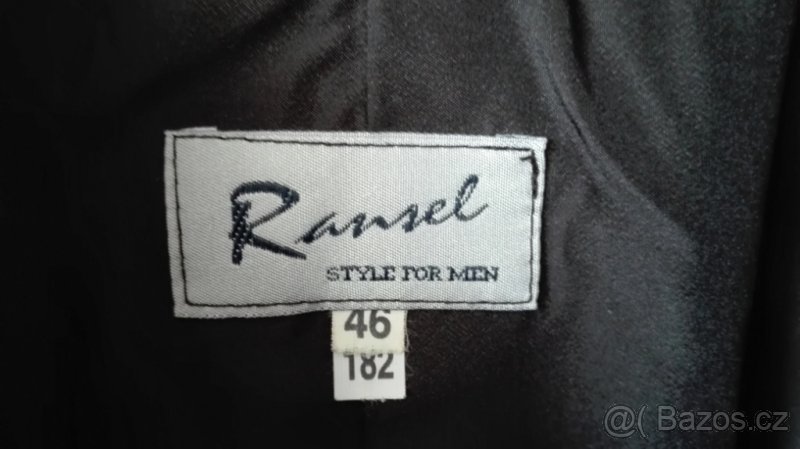 Ransel
STYLE FOR MEN
46
182
@( Bazos.cz